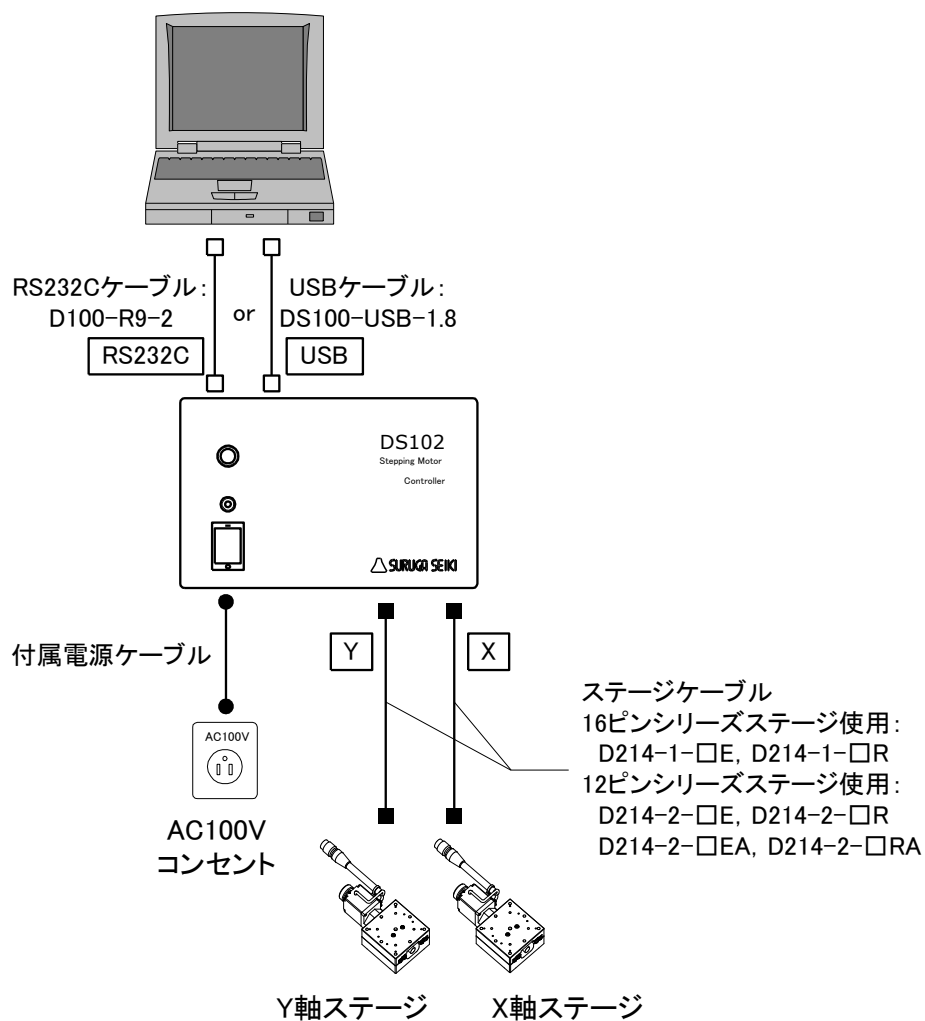 RS232Cケーブル:
D100-R9-2
or
USBケーブル:
DS100-USB-1.8
RS232C
USB
DS102
Stepping Motor
Controller
SURUGA SEIKI
付属電源ケーブル
Y
X
AC100V
AC100V
コンセント
ステージケーブル
16ピンシリーズステージ使用:
D214-1-□E, D214-1-□R
12ピンシリーズステージ使用:
D214-2-□E, D214-2-□R
D214-2-□EA, D214-2-□RA
Y軸ステージ
X軸ステージ